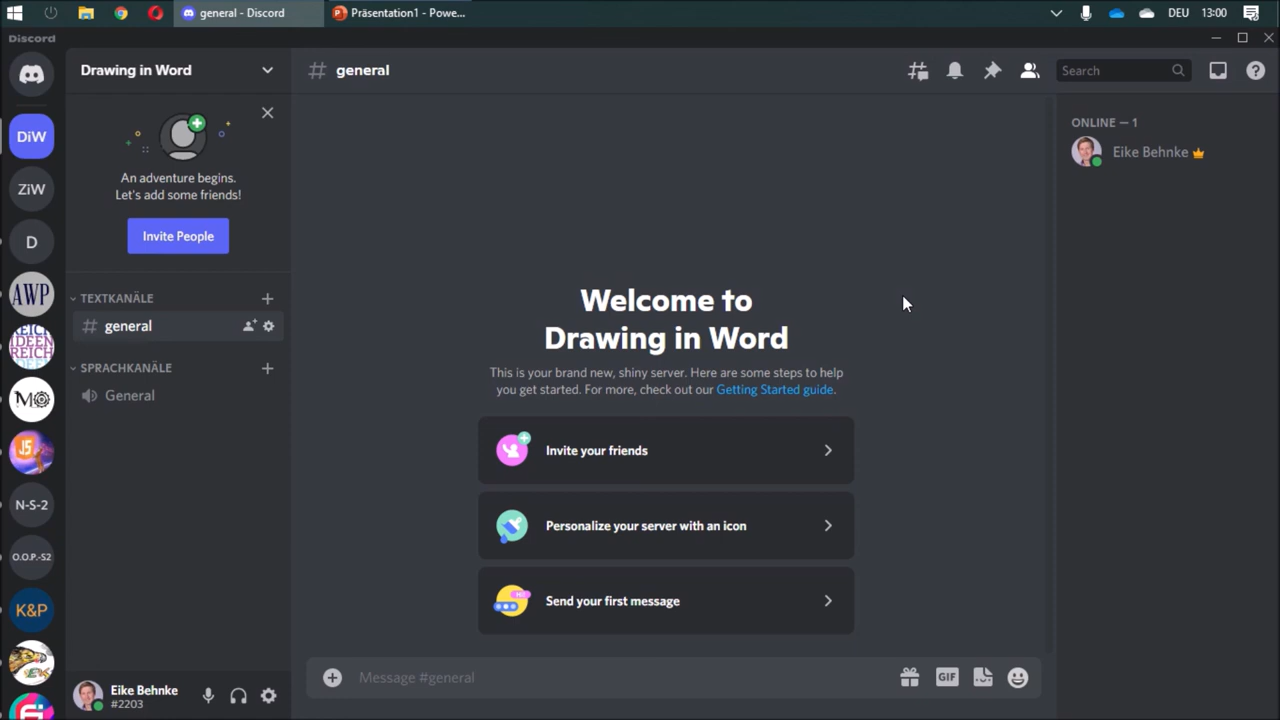 general - Discord
Präsentation1 - Powe...
DEU
13:00
Discord
DiW
ZiW
D
AWP
IDEEN
REICH
JS
N-S-2
O.O.P.-S2
K&P
Drawing in Word
An adventure begins.
Let's add some friends!
Invite People
TEXTKANÄLE
general
SPRACHKANÄLE
General
Eike Behnke
#2203
general
Search
Welcome to
Drawing in Word
This is your brand new, shiny server. Here are some steps to help
you get started. For more, check out our Getting Started guide.
Invite your friends
Personalize your server with an icon
Send your first message
Message #general
GIF
ONLINE — 1
Eike Behnke